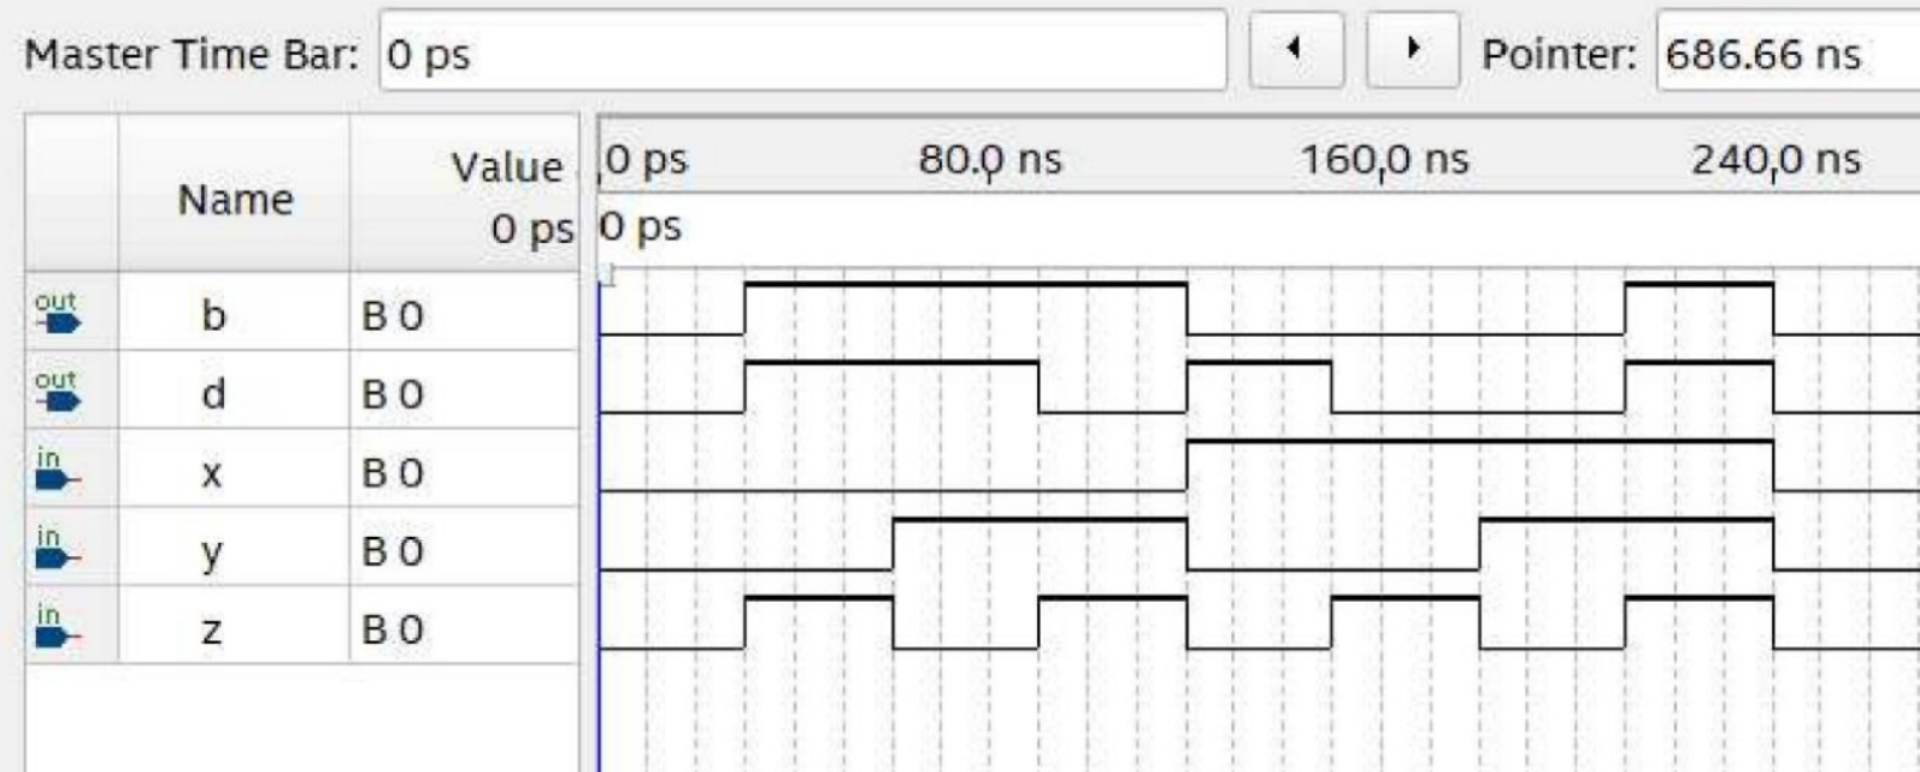 Master Time Bar: 0 ps Pointer: 686.66 ns
Name Value 0 ps
0 ps 80.0 ns 160.0 ns 240.0 ns
0 ps
out b B 0
out d B 0
in x B 0
in y B 0
in z B 0